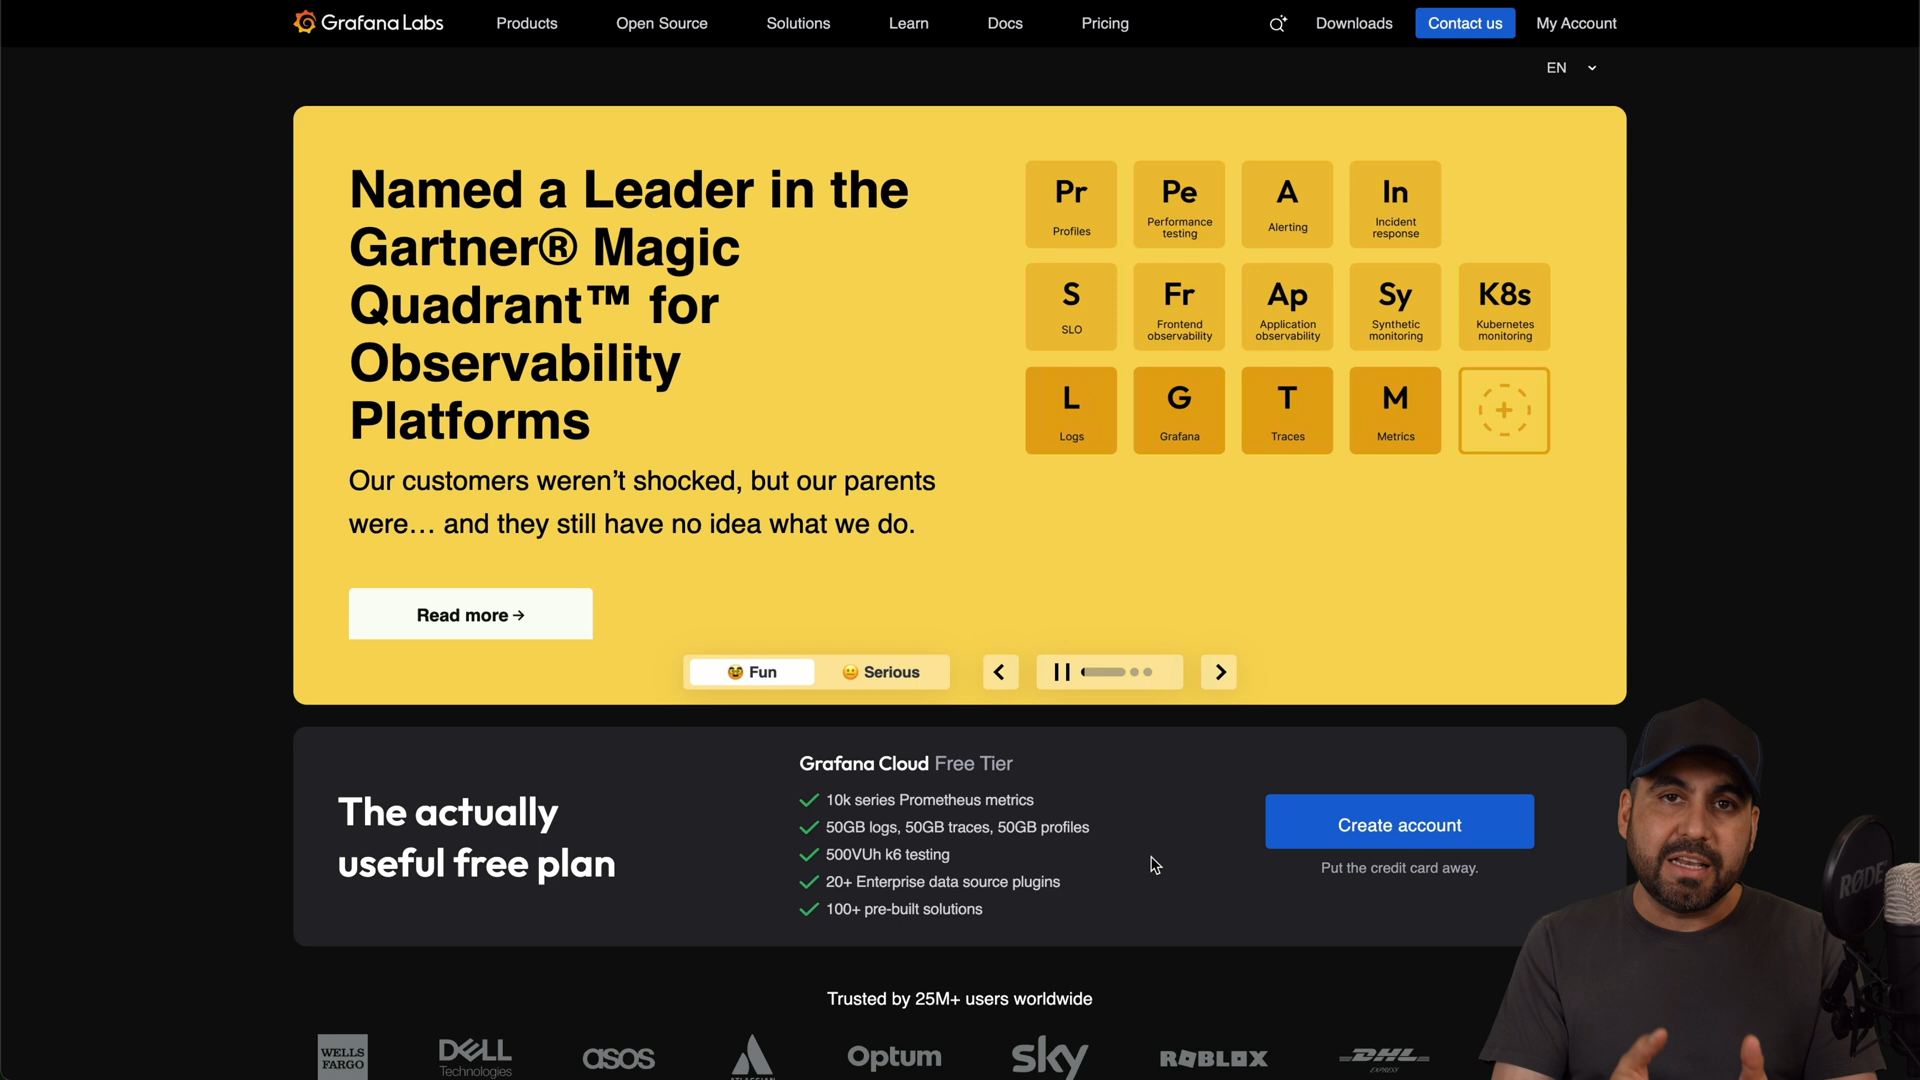 Grafana Labs
Products
Open Source
Solutions
Learn
Docs
Pricing
Downloads
Contact us
My Account
EN
Named a Leader in the
Gartner® Magic
Quadrant™ for
Observability
Platforms
Our customers weren’t shocked, but our parents
were… and they still have no idea what we do.
Read more →
Pr
Profiles
Pe
Performance
testing
A
Alerting
In
Incident
response
S
SLO
Fr
Frontend
observability
Ap
Application
observability
Sy
Synthetic
monitoring
K8s
Kubernetes
monitoring
L
Logs
G
Grafana
T
Traces
M
Metrics
Fun
Serious
The actually
useful free plan
Grafana Cloud Free Tier
10k series Prometheus metrics
50GB logs, 50GB traces, 50GB profiles
500VUh k6 testing
20+ Enterprise data source plugins
100+ pre-built solutions
Create account
Put the credit card away.
RØDE
Trusted by 25M+ users worldwide
WELLS
FARGO
DELL
Technologies
asos
ATLASSIAN
Optum
sky
ROBLOX
DHL
EXPRESS